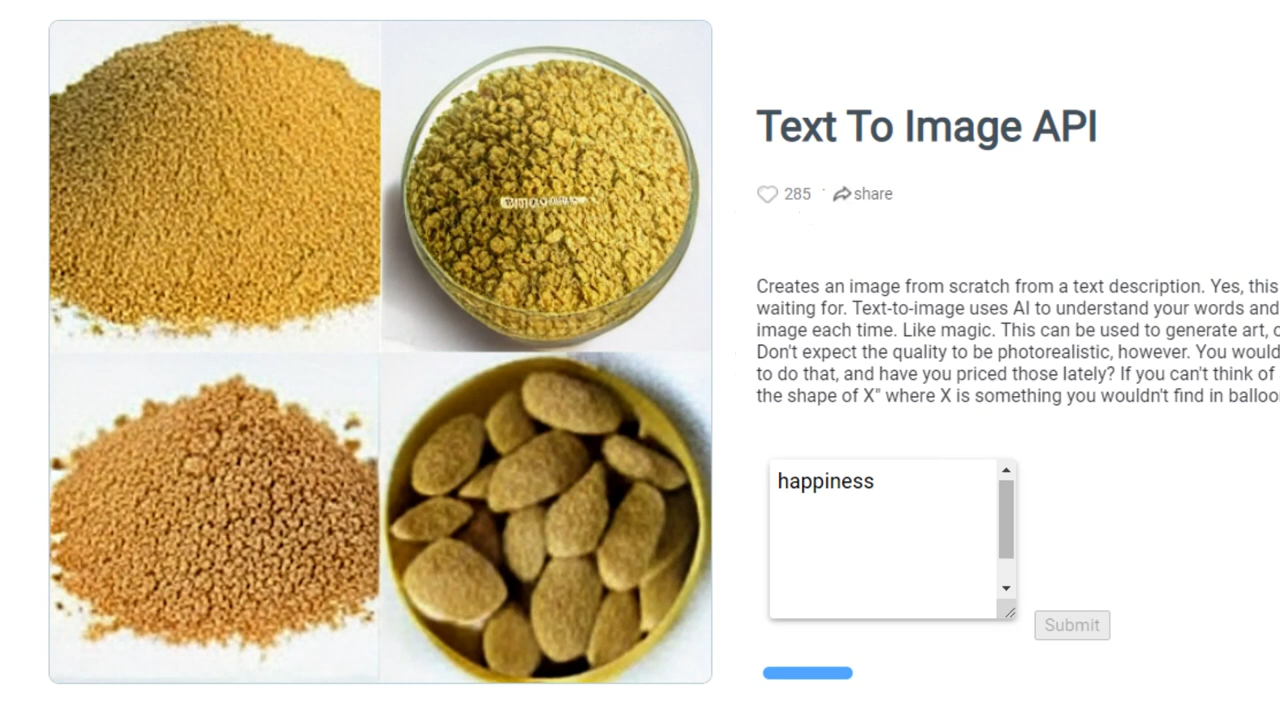 Text To Image API
285 · share
Creates an image from scratch from a text description. Yes, this
waiting for. Text-to-image uses AI to understand your words and
image each time. Like magic. This can be used to generate art, o
Don't expect the quality to be photorealistic, however. You would
to do that, and have you priced those lately? If you can't think of
the shape of X" where X is something you wouldn't find in balloo
happiness
Submit